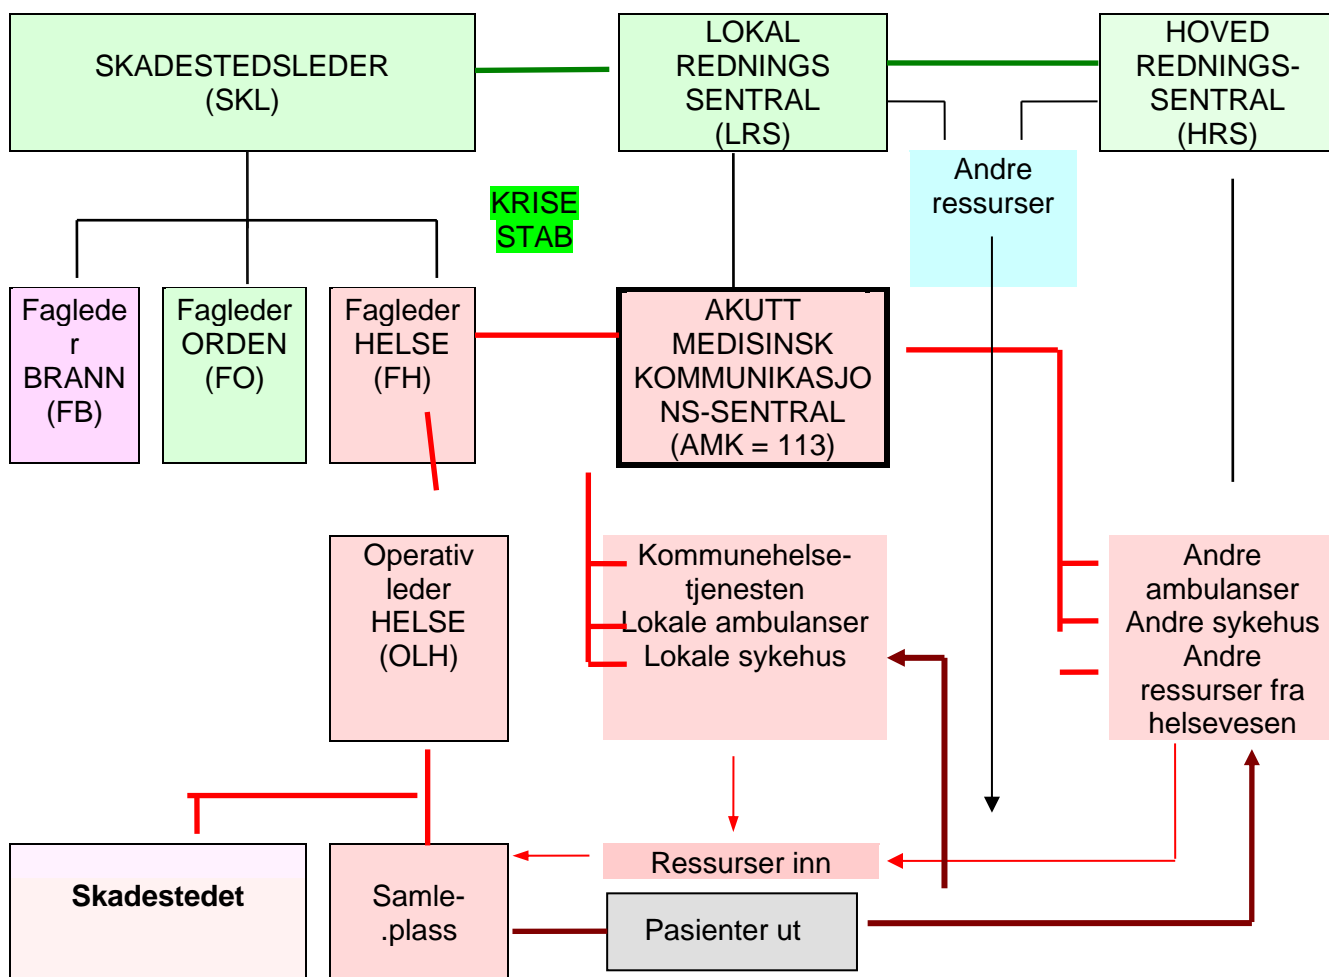 SKADESTEDSLEDER
(SKL)
LOKAL
REDNINGS
SENTRAL
(LRS)
HOVED
REDNINGS-
SENTRAL
(HRS)
Andre
ressurser
KRISE
STAB
Faglede
r
BRANN
(FB)
Fagleder
ORDEN
(FO)
Fagleder
HELSE
(FH)
AKUTT
MEDISINSK
KOMMUNIKASJO
NS-SENTRAL
(AMK = 113)
Operativ
leder
HELSE
(OLH)
Kommunehelse-
tjenesten
Lokale ambulanser
Lokale sykehus
Andre
ambulanser
Andre sykehus
Andre
ressurser fra
helsevesen
Skadestedet
Samle-
.plass
Ressurser inn
Pasienter ut